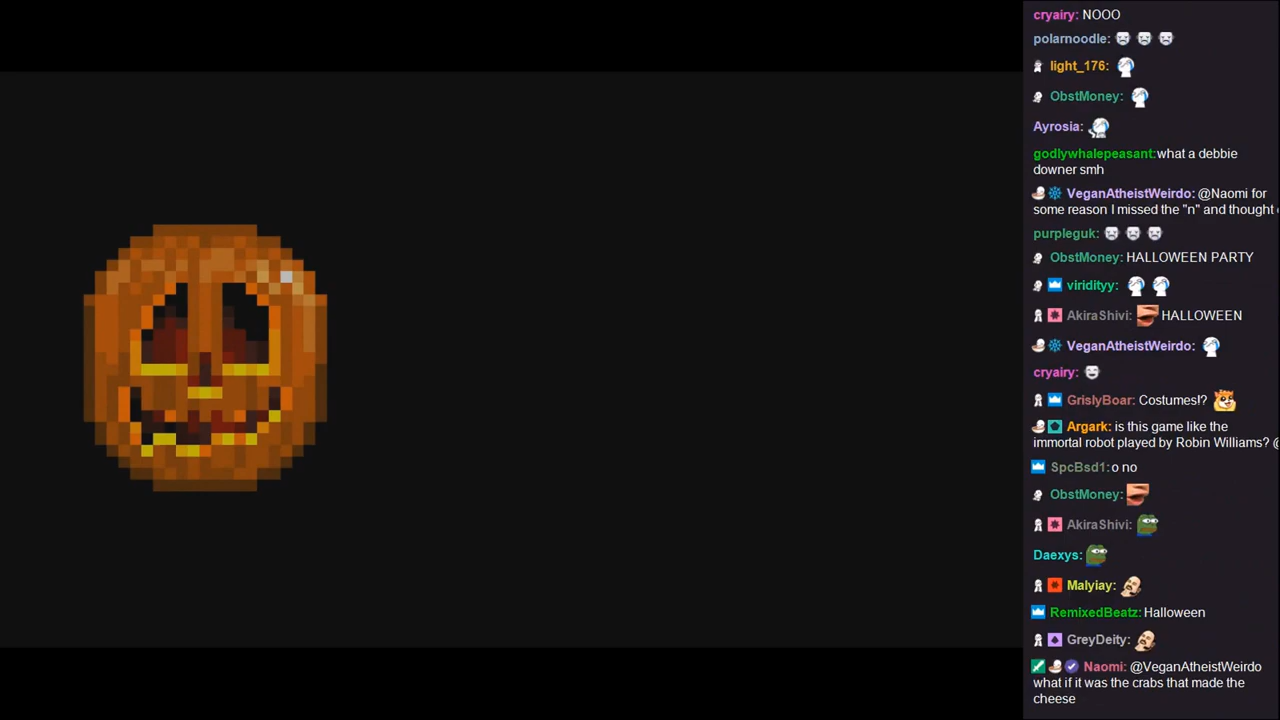 cryairy: NOOO
polarnoodle:
light_176:
ObstMoney:
Ayrosia:
godlywhalepeasant: what a debbie
downer smh
VeganAtheistWeirdo: @Naomi for
some reason I missed the "n" and thought
purpleguk:
ObstMoney: HALLOWEEN PARTY
viridityy:
AkiraShivi: HALLOWEEN
VeganAtheistWeirdo:
cryairy:
GrislyBoar: Costumes!?
Argark: is this game like the
immortal robot played by Robin Williams? @
SpcBsd1: o no
ObstMoney:
AkiraShivi:
Daexys:
Malyiay:
RemixedBeatz: Halloween
GreyDeity:
Naomi: @VeganAtheistWeirdo
what if it was the crabs that made the
cheese